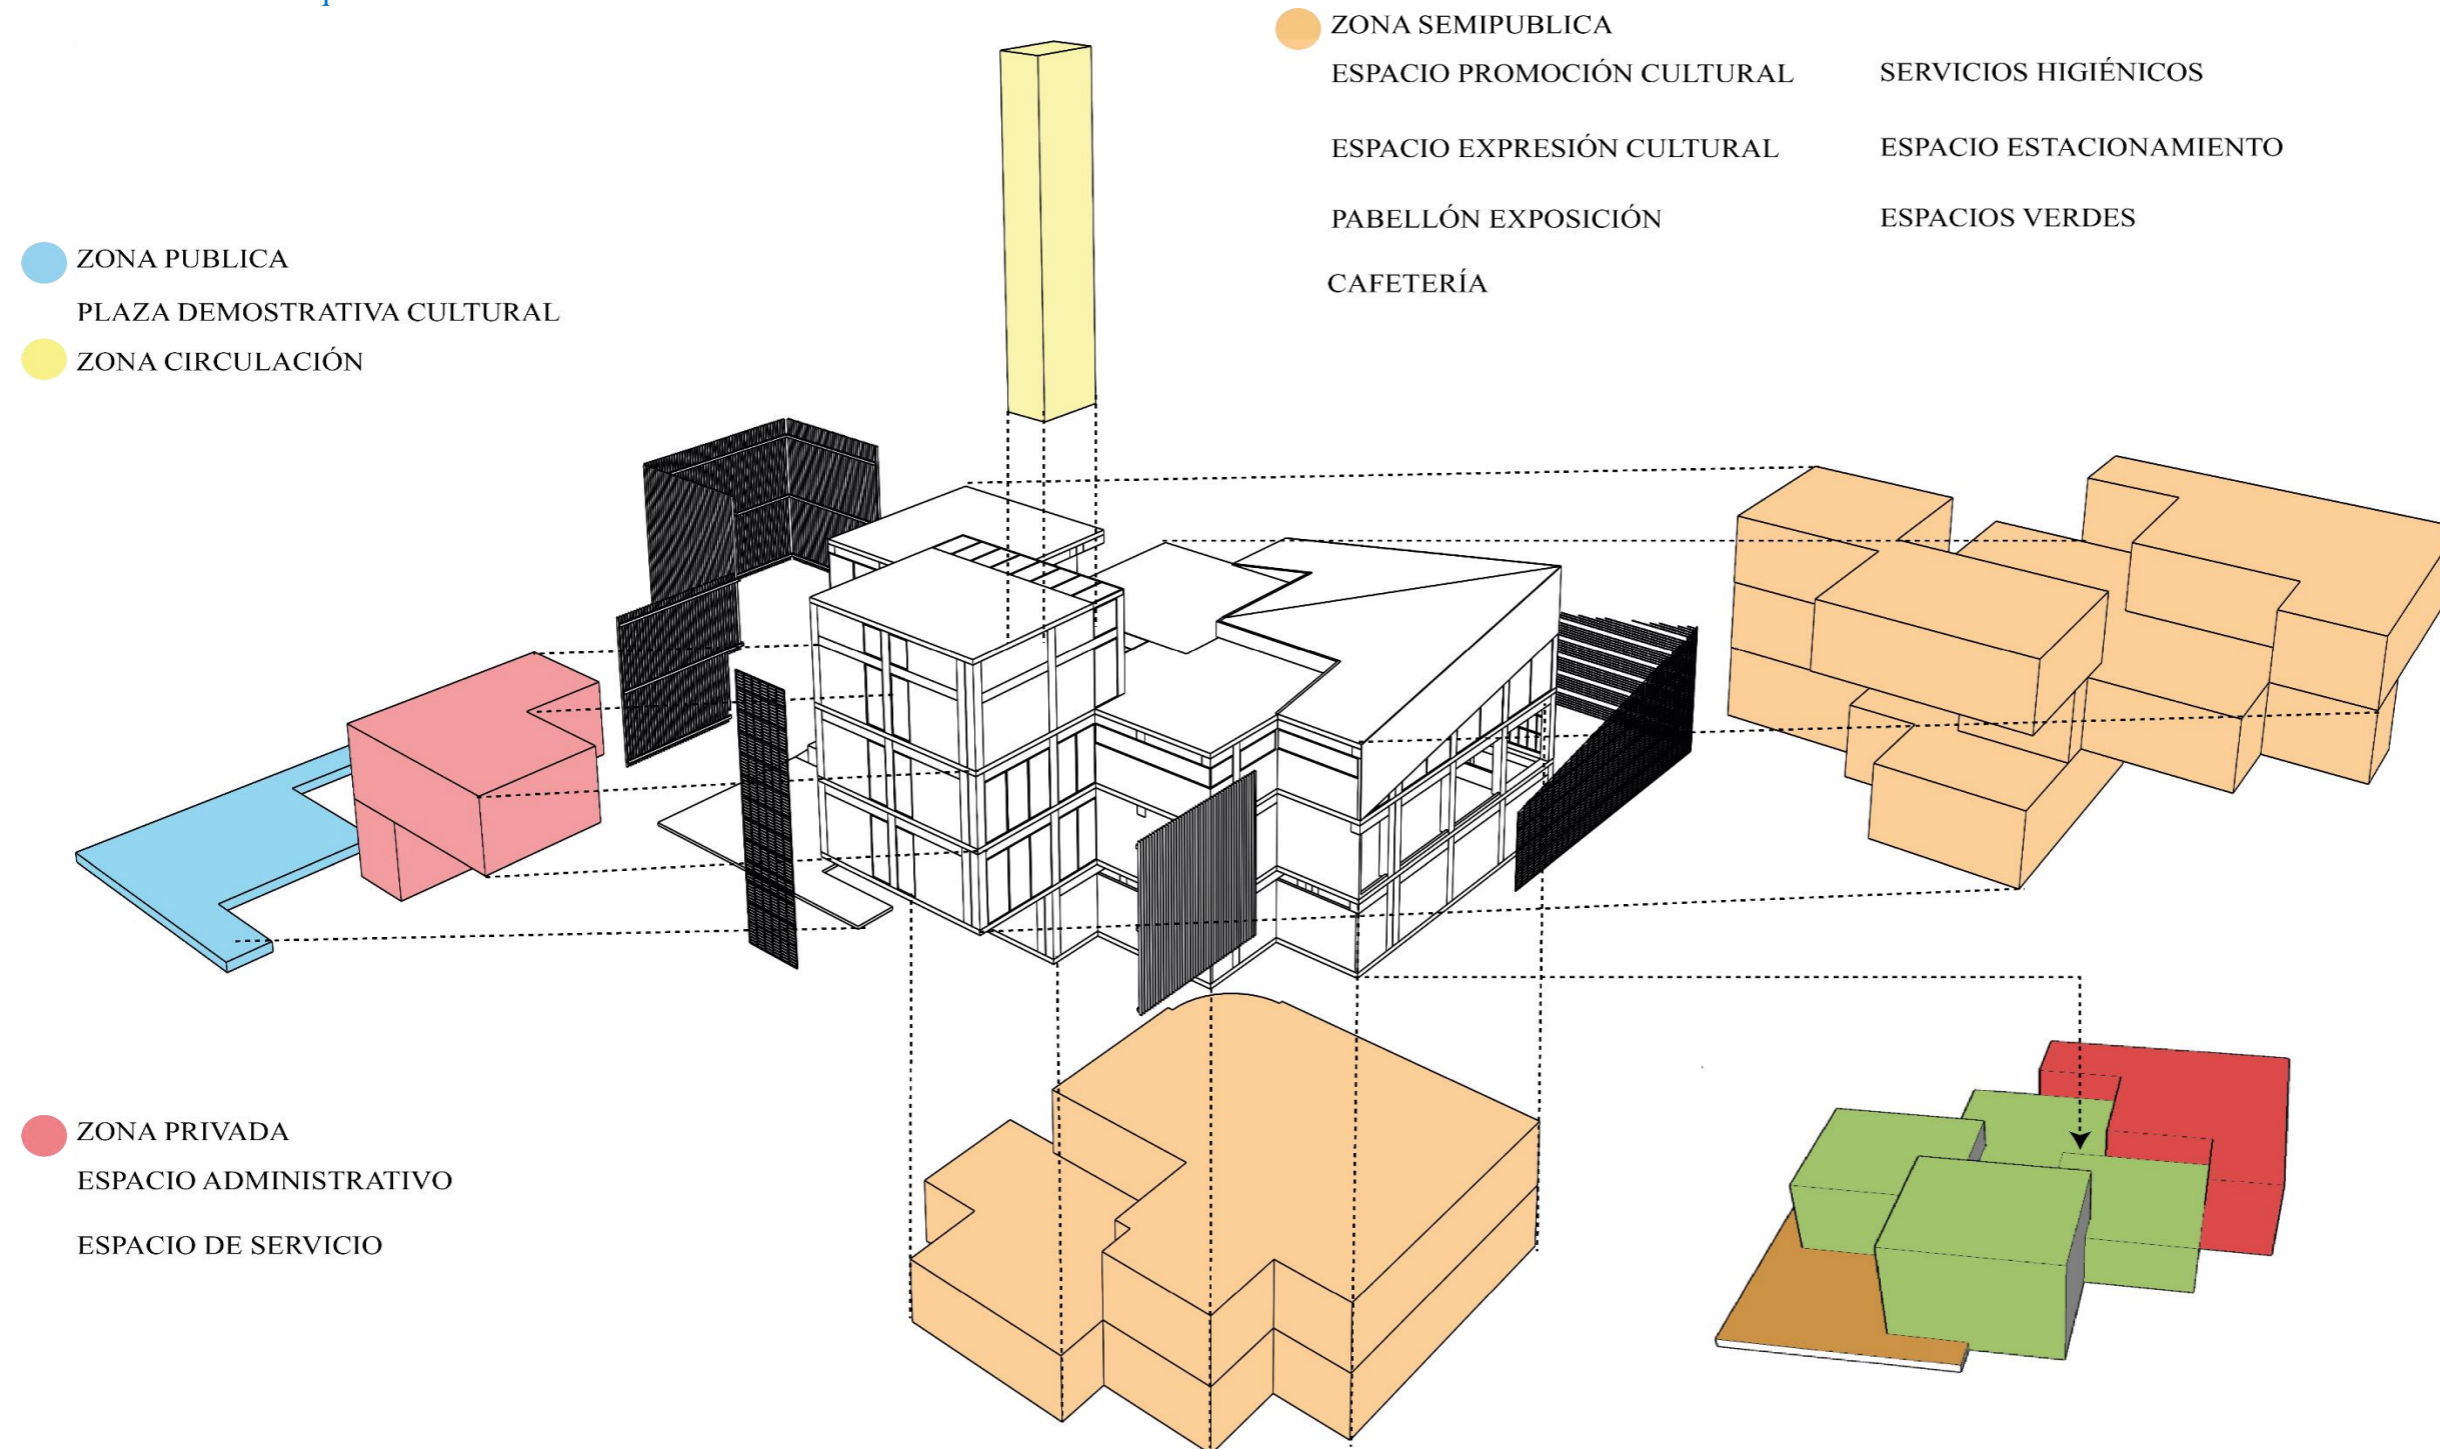 ZONA SEMIPUBLICA
ESPACIO PROMOCIÓN CULTURAL
SERVICIOS HIGIÉNICOS
ESPACIO EXPRESIÓN CULTURAL
ESPACIO ESTACIONAMIENTO
PABELLÓN EXPOSICIÓN
ESPACIOS VERDES
CAFETERÍA
ZONA PUBLICA
PLAZA DEMOSTRATIVA CULTURAL
ZONA CIRCULACIÓN
ZONA PRIVADA
ESPACIO ADMINISTRATIVO
ESPACIO DE SERVICIO